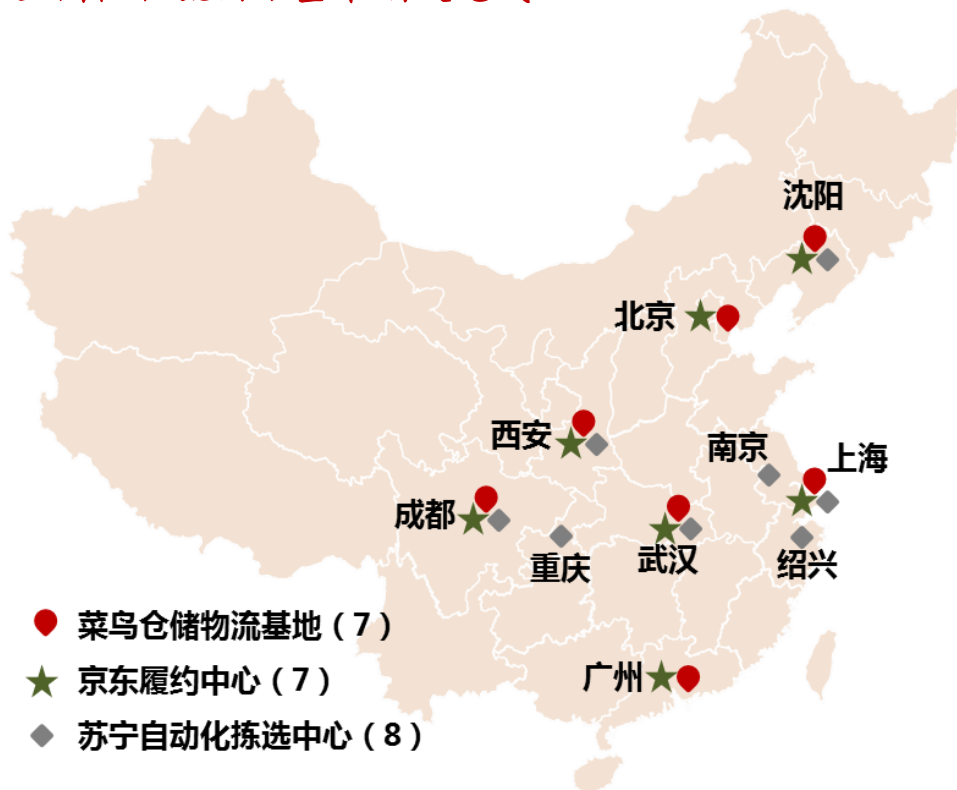 沈阳
北京
西安
南京
上海
成都
重庆
武汉
绍兴
广州
菜鸟仓储物流基地（7）
京东履约中心（7）
苏宁自动化拣选中心（8）